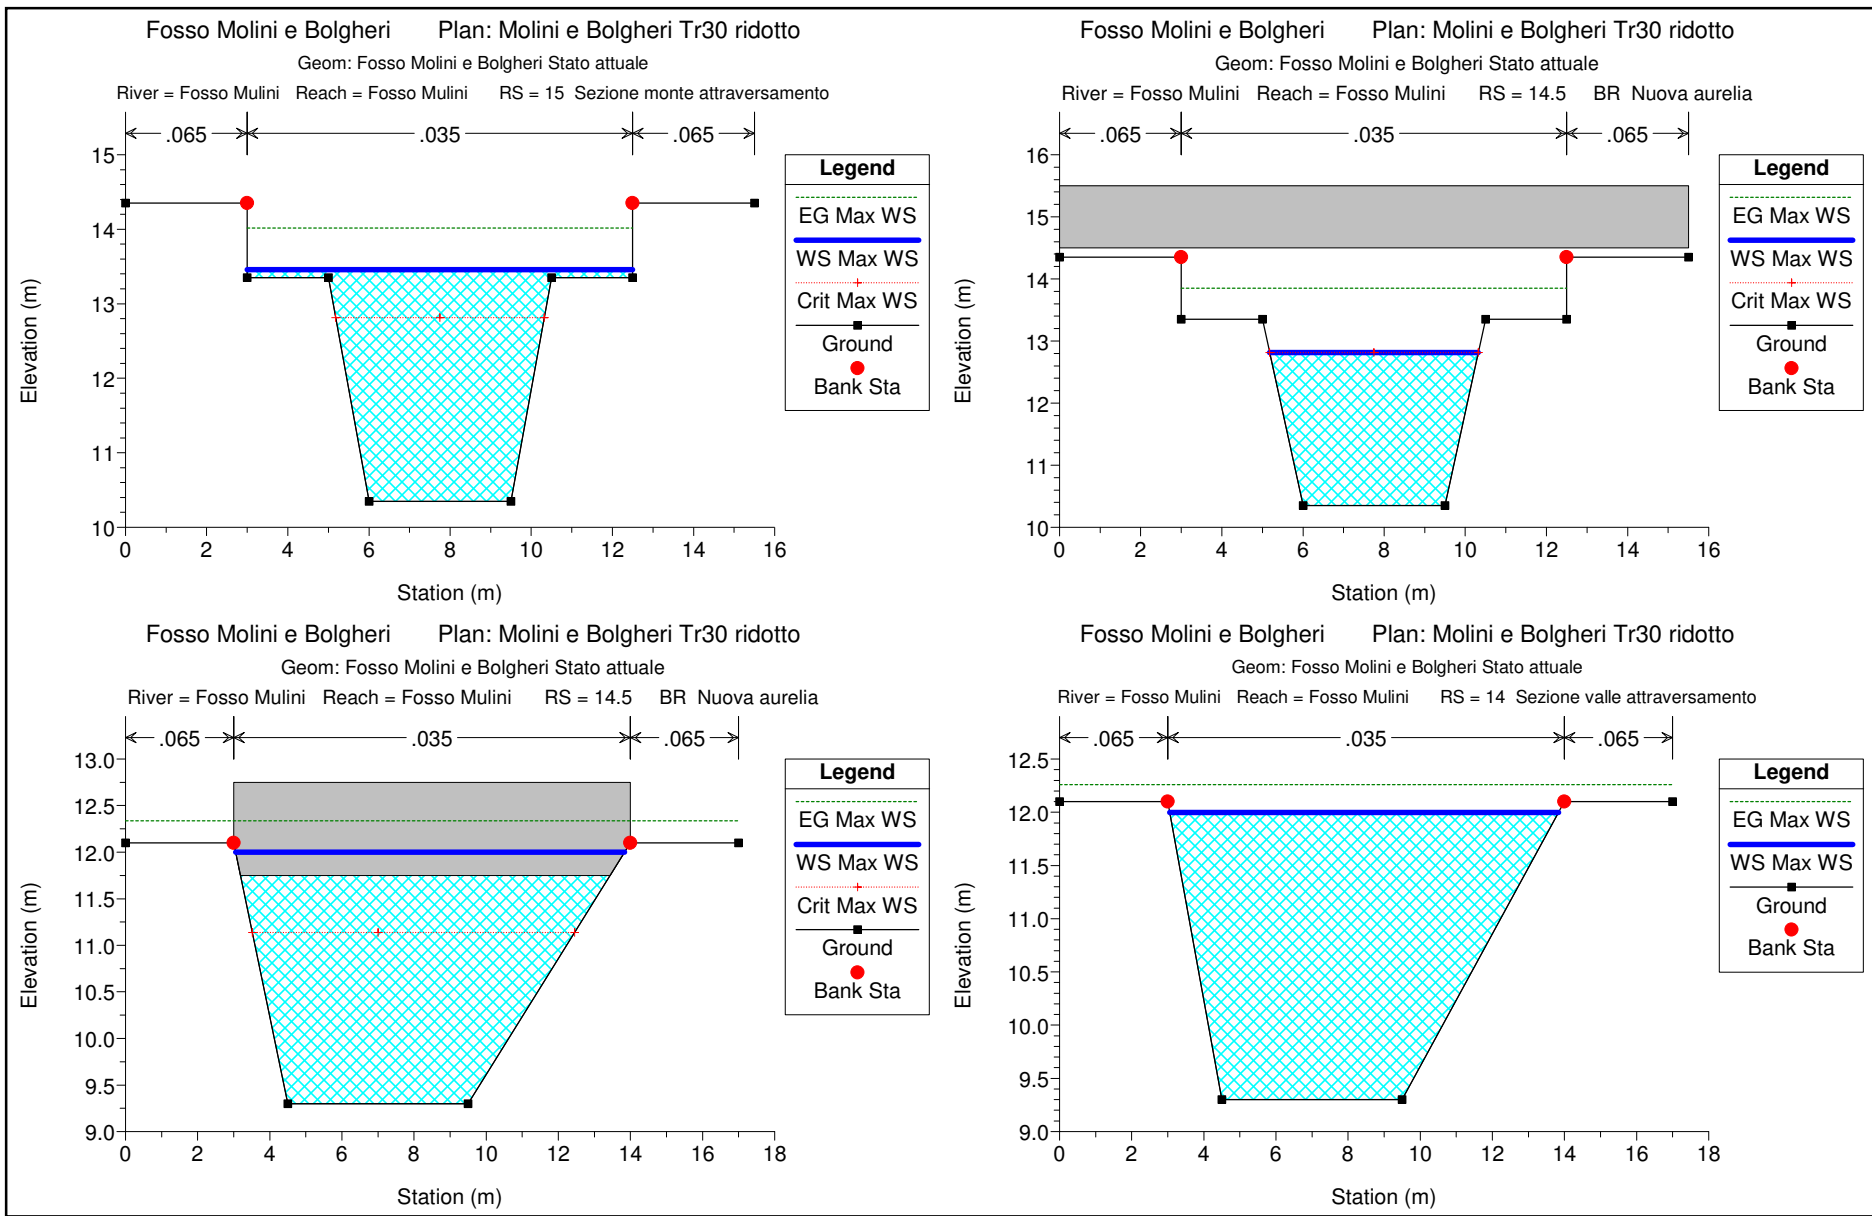 Fosso Molini e Bolgheri Plan: Molini e Bolgheri Tr30 ridotto
Geom: Fosso Molini e Bolgheri Stato attuale
River = Fosso Mulini Reach = Fosso Mulini RS = 15 Sezione monte attraversamento
.065 .035 .065
15
14
13
12
11
10
0 2 4 6 8 10 12 14 16
Elevation (m)
Station (m)
Legend
EG Max WS
WS Max WS
Crit Max WS
Ground
Bank Sta
Fosso Molini e Bolgheri Plan: Molini e Bolgheri Tr30 ridotto
Geom: Fosso Molini e Bolgheri Stato attuale
River = Fosso Mulini Reach = Fosso Mulini RS = 14.5 BR Nuova aurelia
.065 .035 .065
16
15
14
13
12
11
10
0 2 4 6 8 10 12 14 16
Elevation (m)
Station (m)
Legend
EG Max WS
WS Max WS
Crit Max WS
Ground
Bank Sta
Fosso Molini e Bolgheri Plan: Molini e Bolgheri Tr30 ridotto
Geom: Fosso Molini e Bolgheri Stato attuale
River = Fosso Mulini Reach = Fosso Mulini RS = 14.5 BR Nuova aurelia
.065 .035 .065
13.0
12.5
12.0
11.5
11.0
10.5
10.0
9.5
9.0
0 2 4 6 8 10 12 14 16 18
Elevation (m)
Station (m)
Legend
EG Max WS
WS Max WS
Crit Max WS
Ground
Bank Sta
Fosso Molini e Bolgheri Plan: Molini e Bolgheri Tr30 ridotto
Geom: Fosso Molini e Bolgheri Stato attuale
River = Fosso Mulini Reach = Fosso Mulini RS = 14 Sezione valle attraversamento
.065 .035 .065
12.5
12.0
11.5
11.0
10.5
10.0
9.5
9.0
0 2 4 6 8 10 12 14 16 18
Elevation (m)
Station (m)
Legend
EG Max WS
WS Max WS
Ground
Bank Sta